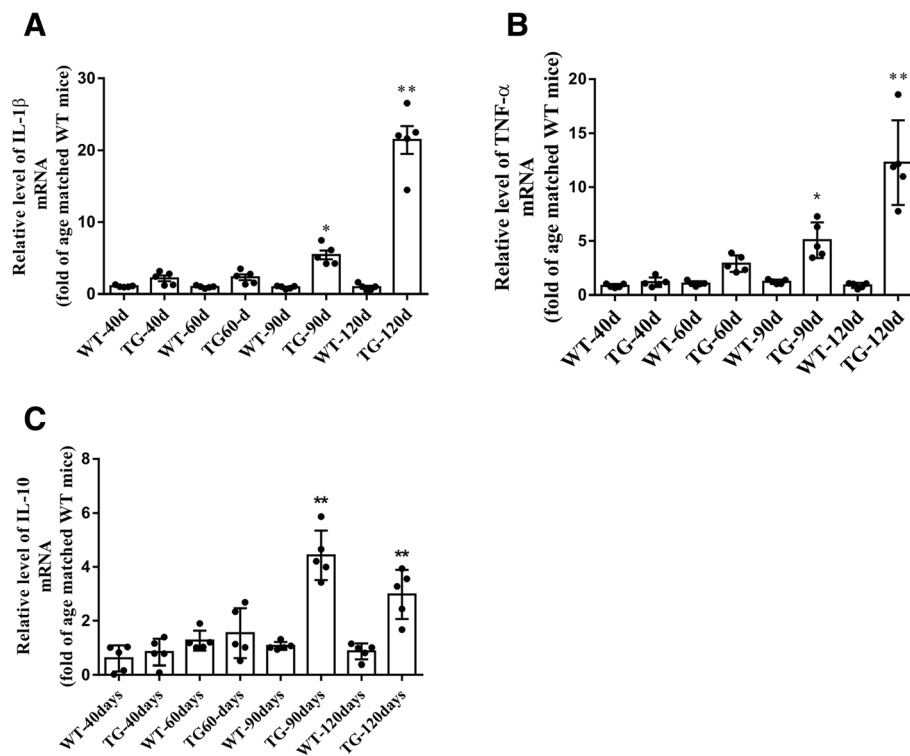 A
Relative level of IL-1β
mRNA
(fold of age matched WT mice)
30
20
10
0
*
**
WT-40d
TG-40d
WT-60d
TG60-d
WT-90d
TG-90d
WT-120d
TG-120d
B
Relative level of TNF-α
mRNA
(fold of age matched WT mice)
20
15
10
5
0
*
**
WT-40d
TG-40d
WT-60d
TG-60d
WT-90d
TG-90d
WT-120d
TG-120d
C
Relative level of IL-10
mRNA
(fold of age matched WT mice)
8
6
4
2
0
**
**
WT-40days
TG-40days
WT-60days
TG60-days
WT-90days
TG-90days
WT-120days
TG-120days